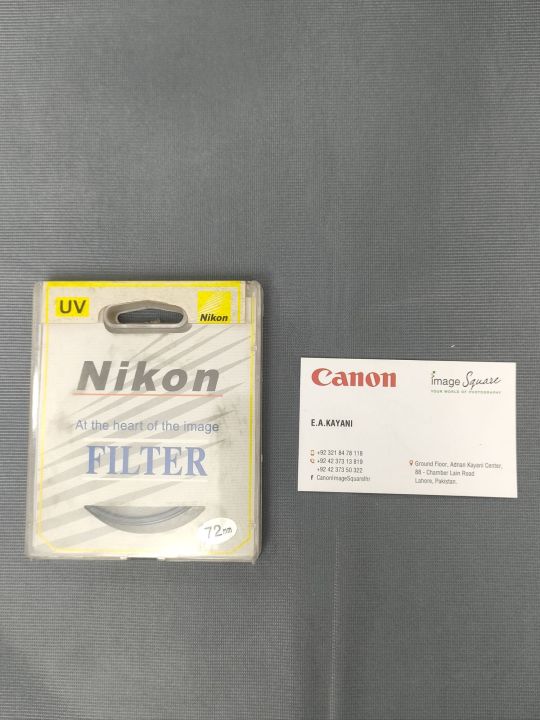 UV
Nikon
Nikon
At the heart of the image
FILTER
72mm
Canon
image Square
YOUR WORLD OF PHOTOGRAPHY
E.A.KAYANI
+92 321 84 78 118
+92 42 373 13 819
+92 42 373 50 322
CanonImageSquarelhr
Ground Floor, Adnan Kayani Center,
88 - Chamber Lain Road
Lahore, Pakistan.